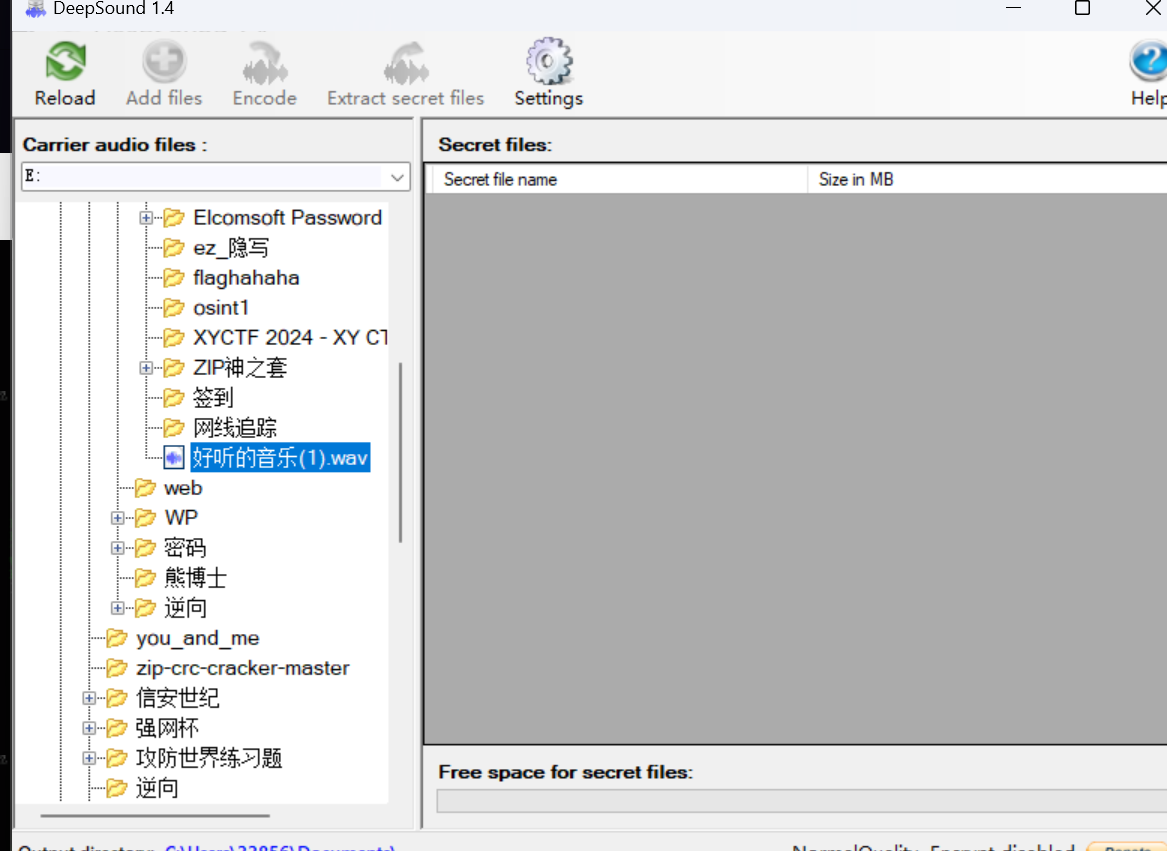 DeepSound 1.4
Reload Add files Encode Extract secret files Settings Help
Carrier audio files :
E:
Elcomsoft Password
ez_隐写
flaghahaha
osint1
XYCTF 2024 - XY CT
ZIP神之套
签到
网线追踪
好听的音乐(1).wav
web
WP
密码
熊博士
逆向
you_and_me
zip-crc-cracker-master
信安世纪
强网杯
攻防世界练习题
逆向
Secret files:
Secret file name Size in MB
Free space for secret files:
Output directory: C:\Users\32856\Documents\
NormalQuality, Encrypt disabled Donate